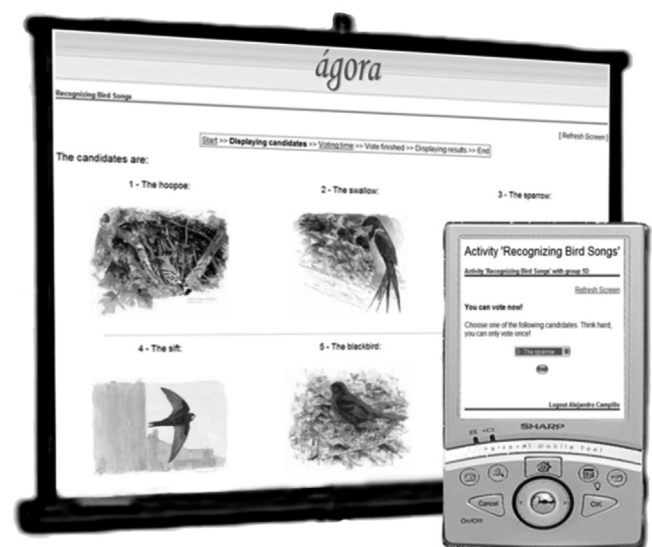 ágora
Recognizing Bird Songs
[ Refresh Screen ]
Start >> Displaying candidates >> Voting time >> Vote finished >> Displaying results >> End
The candidates are:
1 - The hoopoe:
2 - The swallow:
3 - The sparrow:
4 - The sift:
5 - The blackbird:
Activity 'Recognizing Bird Songs'
Activity 'Recognizing Bird Songs' with group 1D
Refresh Screen
You can vote now!
Choose one of the following candidates. Think hard,
you can only vote once!
The sparrow
Logout Alejandro Campillo
SHARP
personal mobile tool
Cancel
OK
On/Off